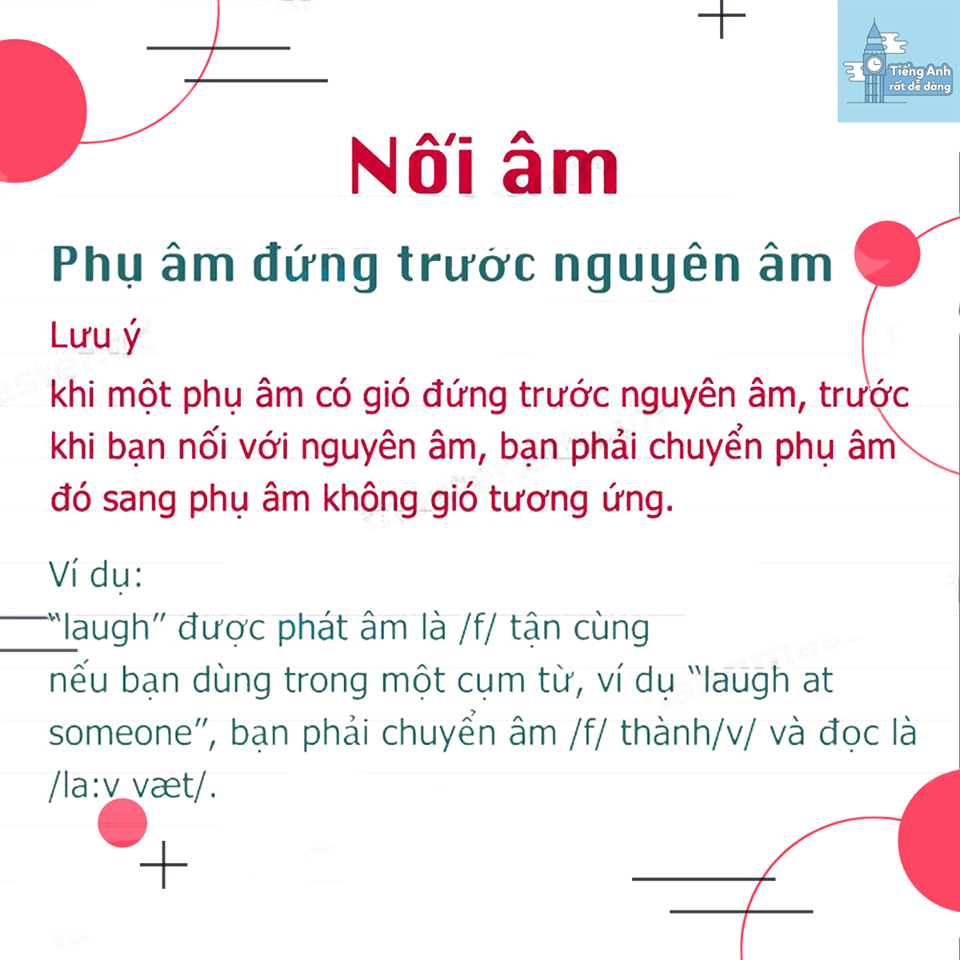 Tiếng Anh
rất dễ dàng
Nối âm
Phụ âm đứng trước nguyên âm
Lưu ý
khi một phụ âm có gió đứng trước nguyên âm, trước
khi bạn nối với nguyên âm, bạn phải chuyển phụ âm
đó sang phụ âm không gió tương ứng.
Ví dụ:
“laugh” được phát âm là /f/ tận cùng
nếu bạn dùng trong một cụm từ, ví dụ “laugh at
someone”, bạn phải chuyển âm /f/ thành/v/ và đọc là
/la:v væt/.